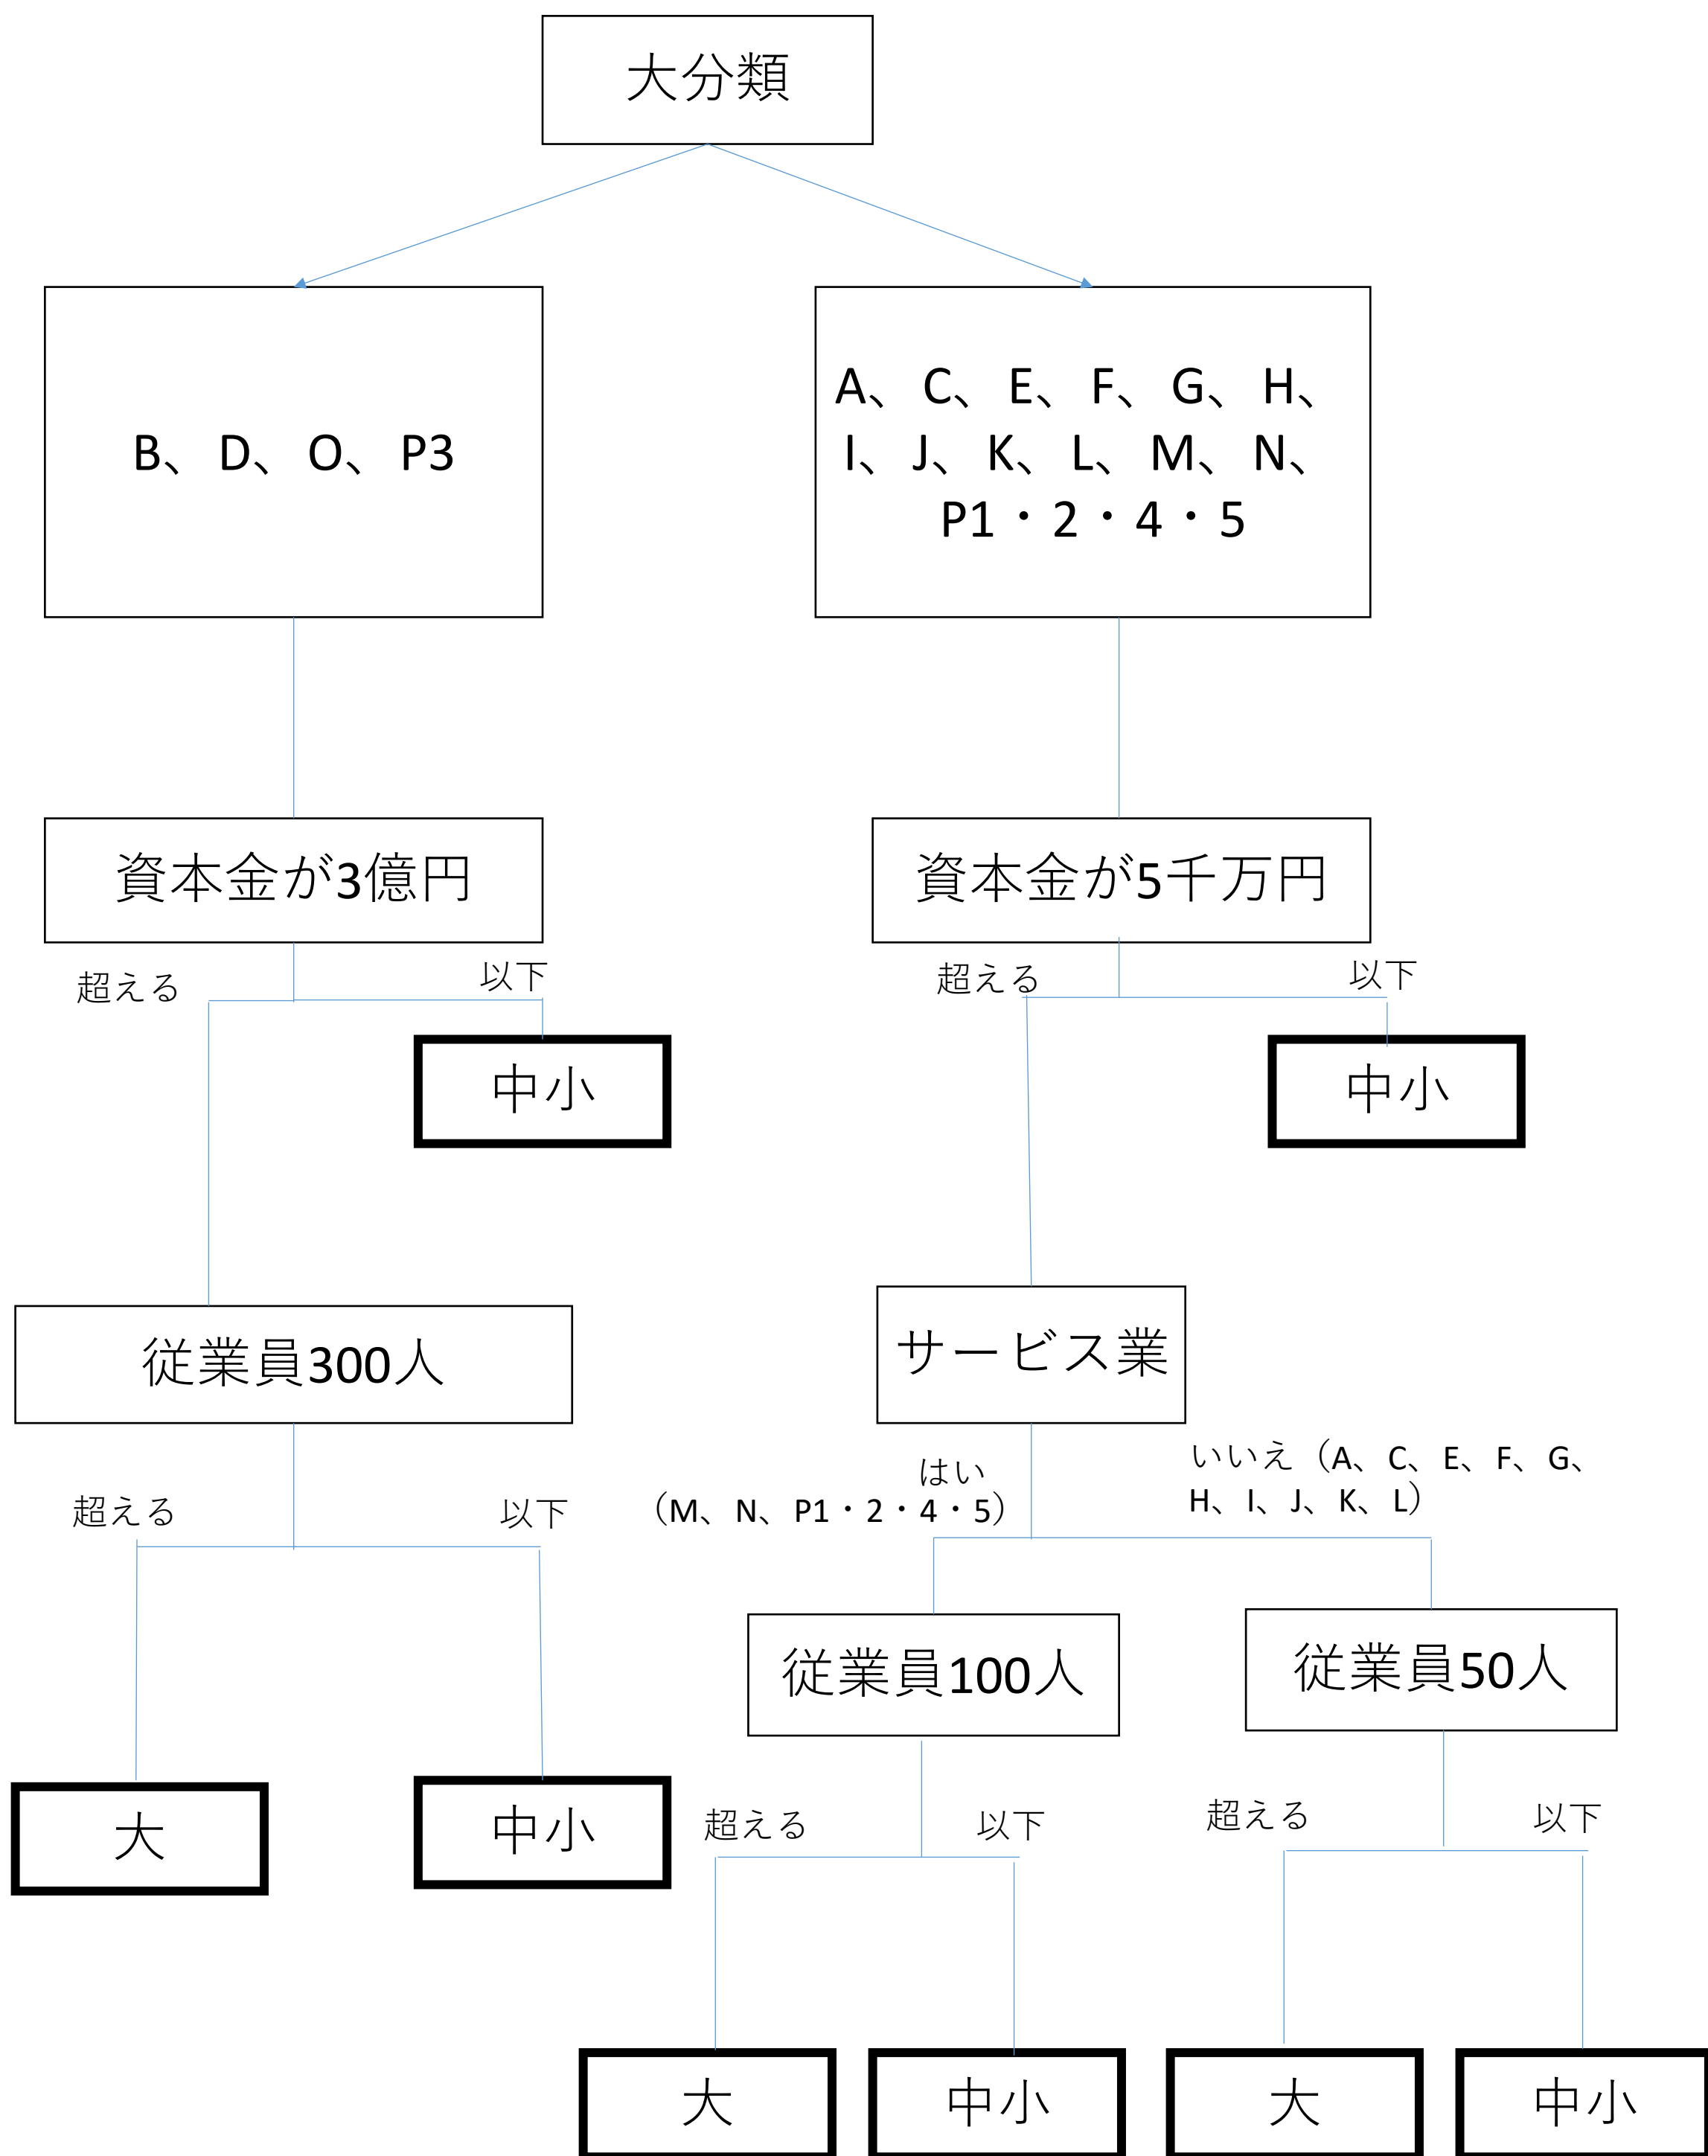 大分類
B、D、O、P3
A、C、E、F、G、H、
I、J、K、L、M、N、
P1・2・4・5
資本金が3億円
資本金が5千万円
超える
以下
超える
以下
中小
中小
従業員300人
サービス業
超える
以下
はい
（M、N、P1・2・4・5）
いいえ（A、C、E、F、G、
H、I、J、K、L）
従業員100人
従業員50人
大
中小
超える
以下
超える
以下
大
中小
大
中小